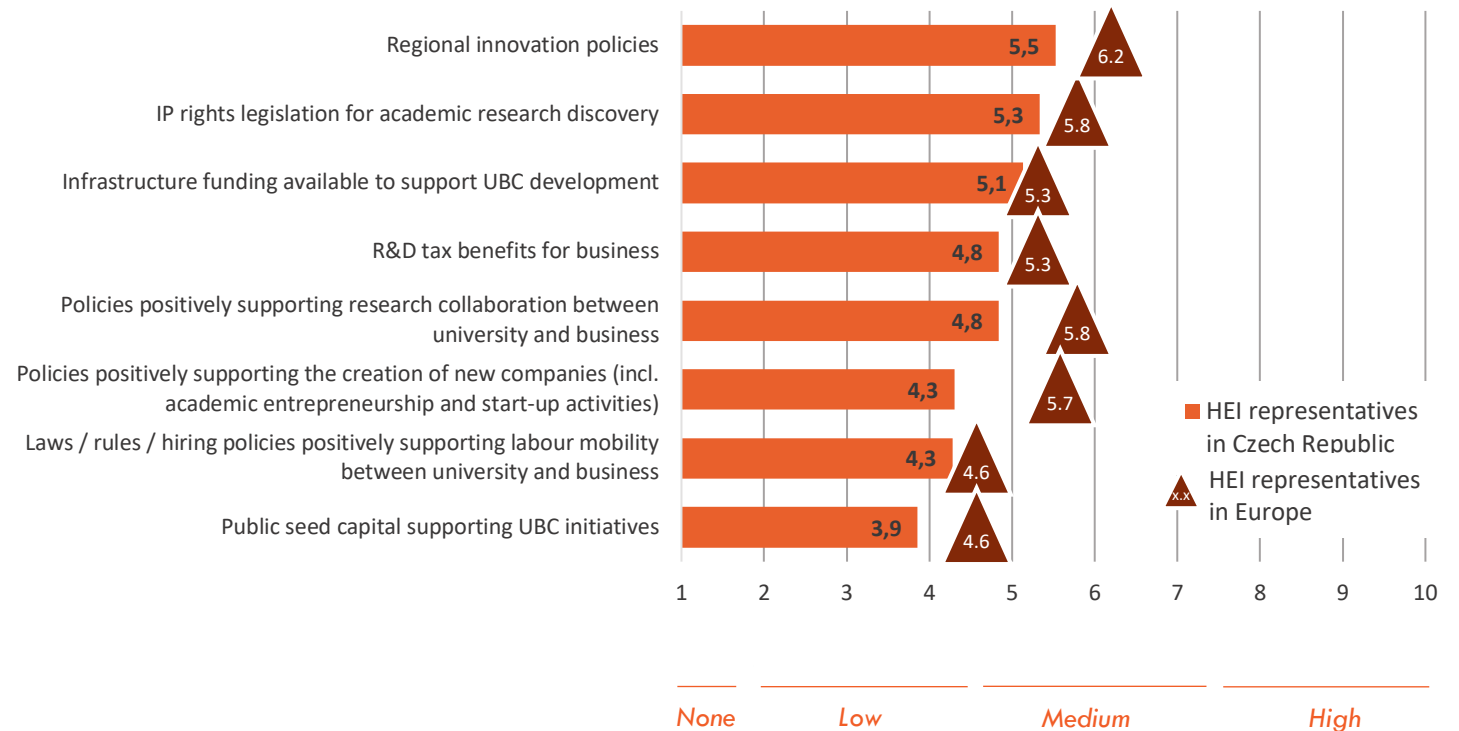 Regional innovation policies
5,5
6.2
IP rights legislation for academic research discovery
5,3
5.8
Infrastructure funding available to support UBC development
5,1
5.3
R&D tax benefits for business
4,8
5.3
Policies positively supporting research collaboration between
university and business
4,8
5.8
Policies positively supporting the creation of new companies (incl.
academic entrepreneurship and start-up activities)
4,3
5.7
Laws / rules / hiring policies positively supporting labour mobility
between university and business
4,3
4.6
Public seed capital supporting UBC initiatives
3,9
4.6
HEI representatives
in Czech Republic
x.x
HEI representatives
in Europe
1 2 3 4 5 6 7 8 9 10
None Low Medium High